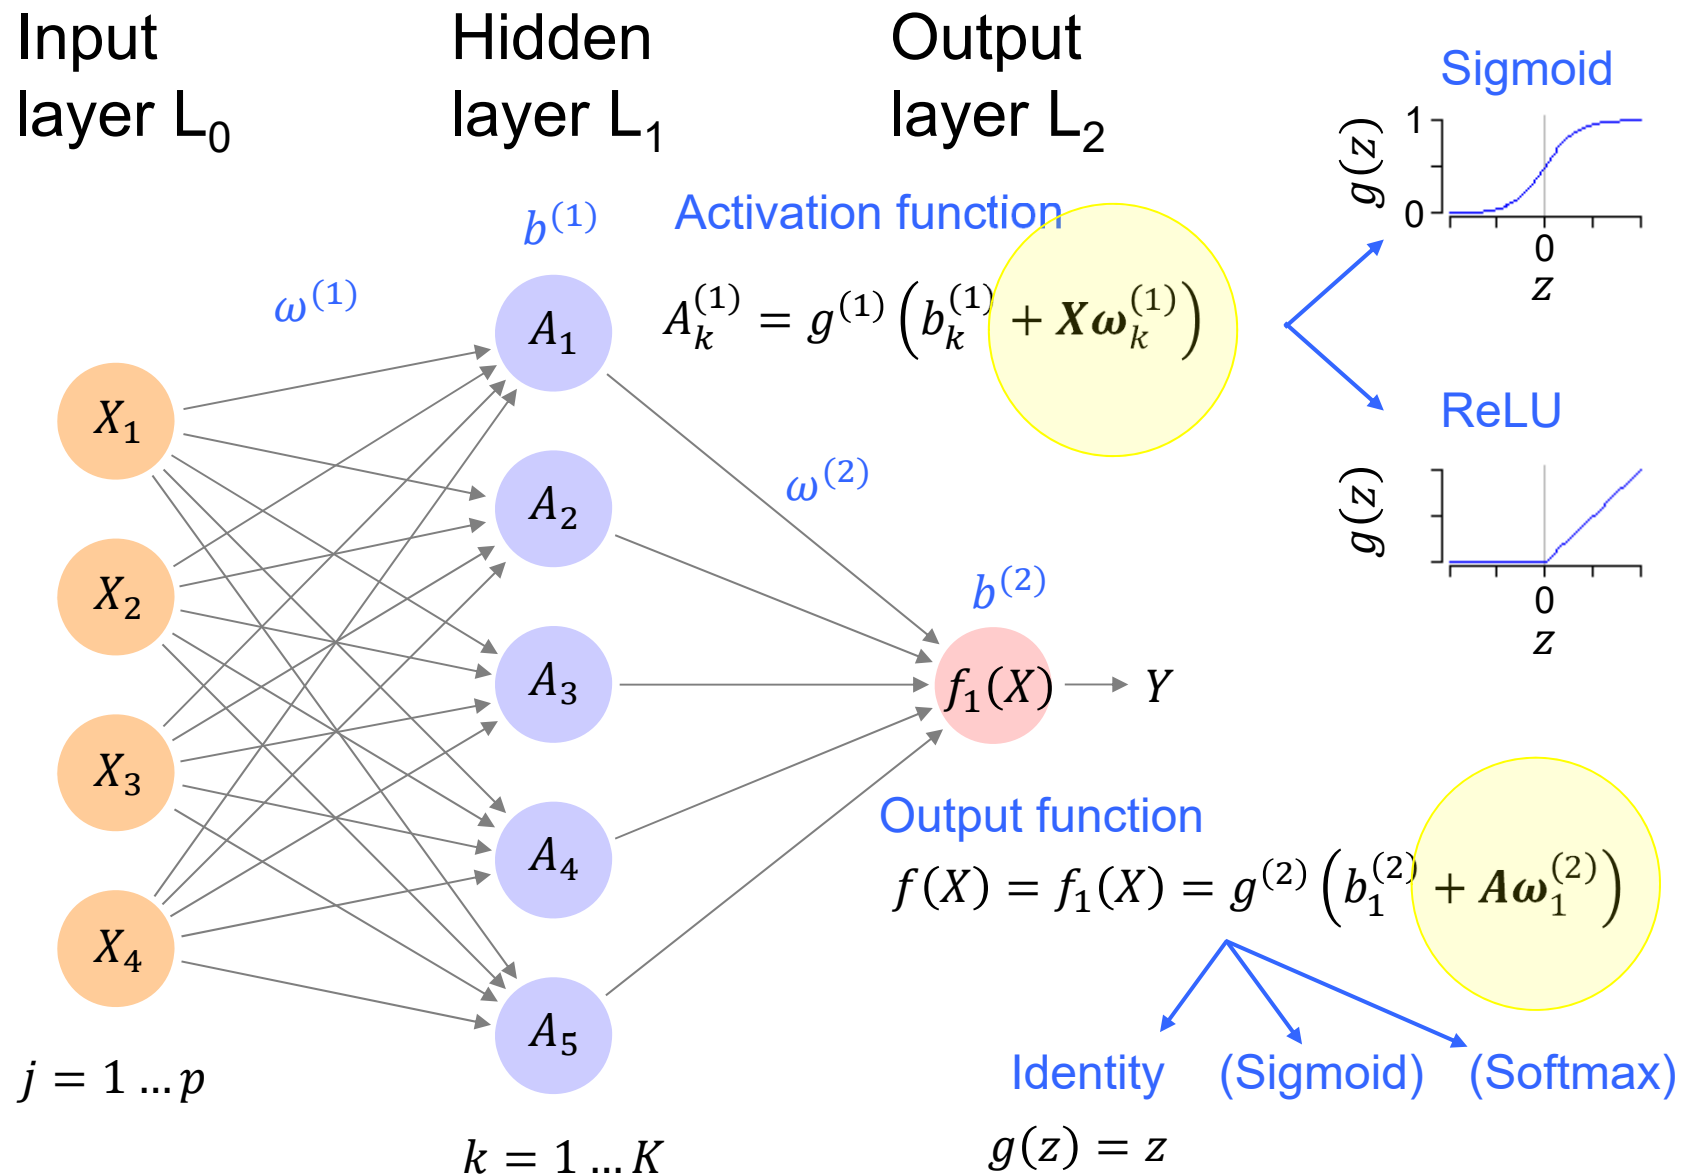 Input
layer L₀
Hidden
layer L₁
Output
layer L₂
ω⁽¹⁾
b⁽¹⁾
Activation function
A_k^(1) = g^(1) (b_k^(1) + Xω_k^(1))
Sigmoid
g(z)
1
0
0
z
ReLU
g(z)
0
z
X₁
X₂
X₃
X₄
j = 1 ... p
A₁
A₂
A₃
A₄
A₅
k = 1 ... K
ω⁽²⁾
b⁽²⁾
f₁(X)
Y
Output function
f(X) = f₁(X) = g^(2) (b_1^(2) + Aω_1^(2))
Identity (Sigmoid) (Softmax)
g(z) = z